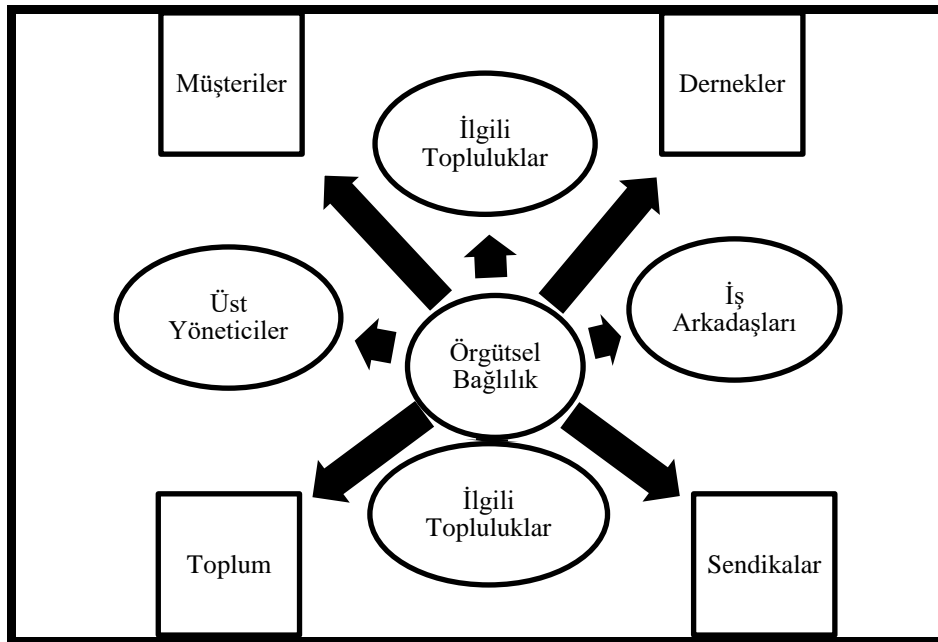 Müşteriler
Dernekler
İlgili
Topluluklar
Üst
Yöneticiler
İş
Arkadaşları
Örgütsel
Bağlılık
İlgili
Topluluklar
Toplum
Sendikalar